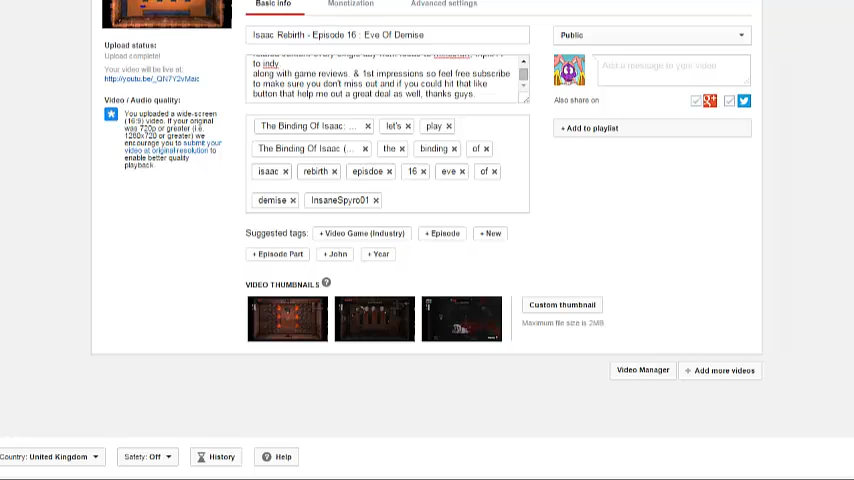 Basic info
Monetization
Advanced settings
Upload status:
Upload complete!
Your video will be live at:
http://youtu.be/_QN7Y2vMaic
Video / Audio quality:
You uploaded a wide-screen
(16:9) video. If your original
was 720p or greater (i.e.
1280x720 or greater) we
encourage you to submit your
video at original resolution to
enable better quality
playback
Isaac Rebirth - Episode 16 : Eve Of Demise
to indy.
along with game reviews & 1st impressions so feel free subscribe
to make sure you don't miss out and if you could hit that like
button that help me out a great deal as well, thanks guys.
The Binding Of Isaac: ... × let's × play ×
The Binding Of Isaac (... × the × binding × of ×
isaac × rebirth × episdoe × 16 × eve × of ×
demise × InsaneSpyro01 ×
Suggested tags: + Video Game (Industry) + Episode + New
+ Episode Part + John + Year
VIDEO THUMBNAILS ?
Custom thumbnail
Maximum file size is 2MB
Public
Add a message to your video
Also share on
g+
+ Add to playlist
Video Manager
+ Add more videos
Country: United Kingdom
Safety: Off
History
? Help